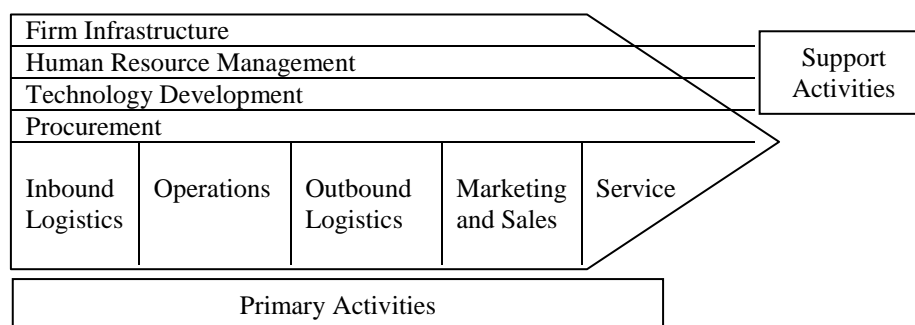 Firm Infrastructure
Human Resource Management
Technology Development
Procurement
Support
Activities
Inbound
Logistics
Operations
Outbound
Logistics
Marketing
and Sales
Service
Primary Activities